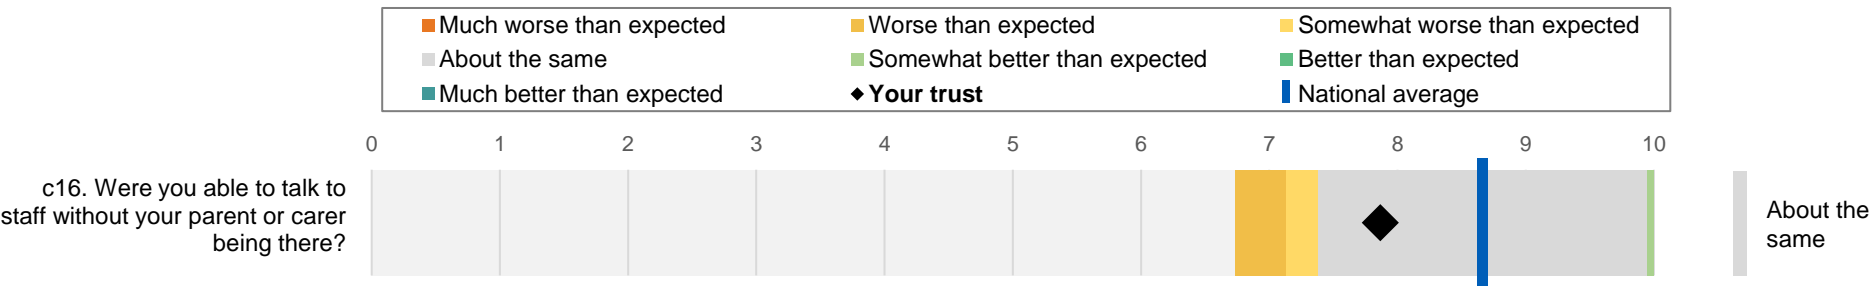 Much worse than expected Worse than expected Somewhat worse than expected
About the same Somewhat better than expected Better than expected
Much better than expected Your trust National average
0 1 2 3 4 5 6 7 8 9 10
c16. Were you able to talk to
staff without your parent or carer
being there?
About the
same